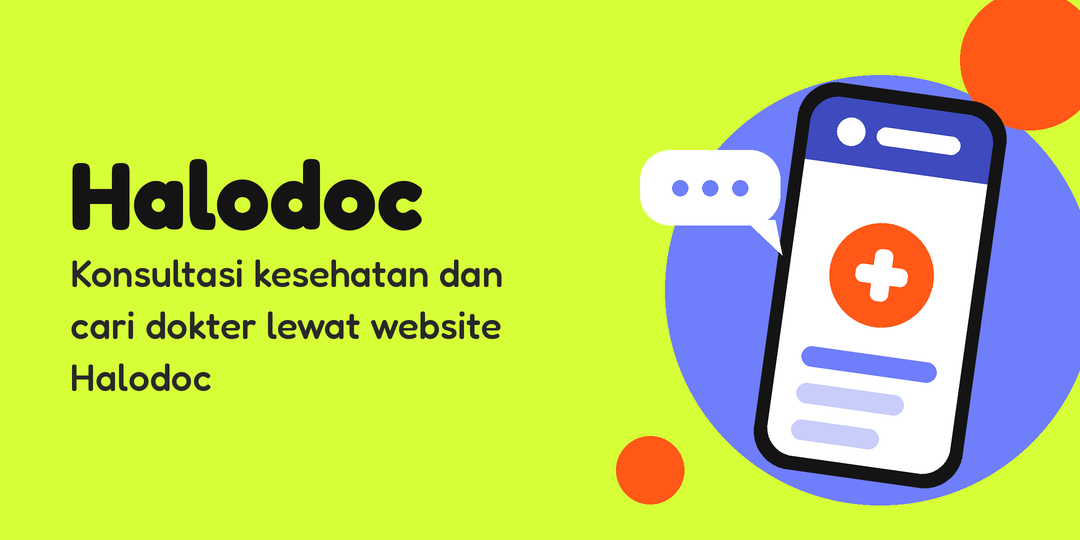 Halodoc
Konsultasi kesehatan dan
cari dokter lewat website
Halodoc